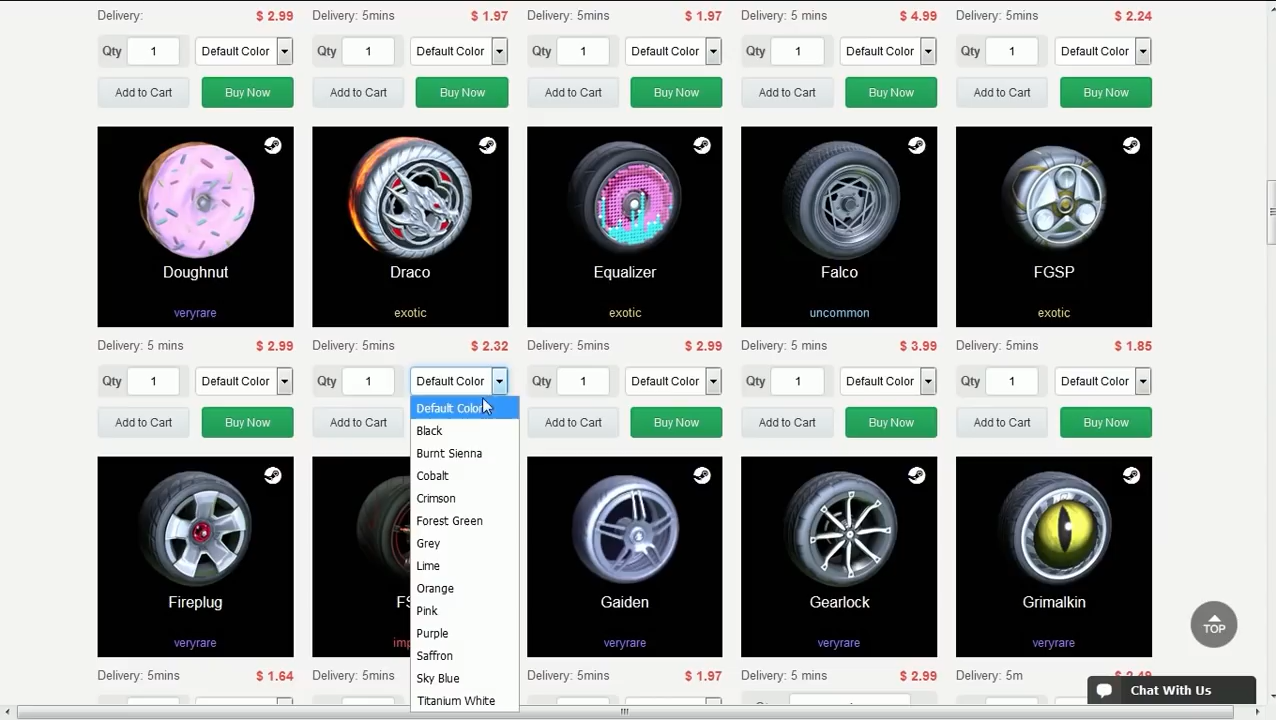 Delivery: $ 2.99 Delivery: 5mins $ 1.97 Delivery: 5mins $ 1.97 Delivery: 5 mins $ 4.99 Delivery: 5mins $ 2.24
Qty 1 Default Color Qty 1 Default Color Qty 1 Default Color Qty 1 Default Color Qty 1 Default Color
Add to Cart Buy Now Add to Cart Buy Now Add to Cart Buy Now Add to Cart Buy Now Add to Cart Buy Now
Doughnut Draco Equalizer Falco FGSP
veryrare exotic exotic uncommon exotic
Delivery: 5 mins $ 2.99 Delivery: 5mins $ 2.32 Delivery: 5mins $ 2.99 Delivery: 5 mins $ 3.99 Delivery: 5mins $ 1.85
Qty 1 Default Color Qty 1 Default Color Qty 1 Default Color Qty 1 Default Color Qty 1 Default Color
Add to Cart Buy Now Add to Cart Add to Cart Buy Now Add to Cart Buy Now Add to Cart Buy Now
Default Color
Black
Burnt Sienna
Cobalt
Crimson
Forest Green
Grey
Lime
Orange
Pink
Purple
Saffron
Sky Blue
Titanium White
Fireplug Gaiden Gearlock Grimalkin
veryrare veryrare veryrare veryrare
Delivery: 5mins $ 1.64 Delivery: 5mins Delivery: 5mins $ 1.97 Delivery: 5mins $ 2.99 Delivery: 5m
TOP
Chat With Us